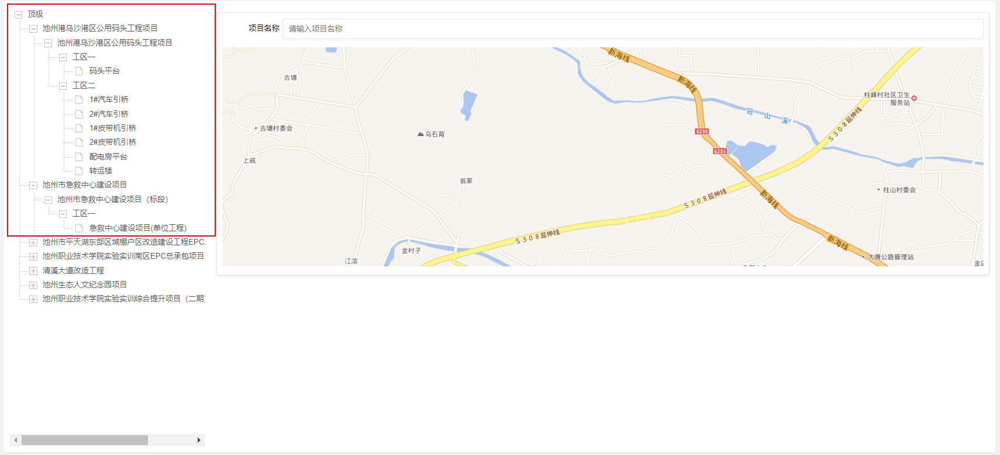 顶级
池州港乌沙港区公用码头工程项目
池州港乌沙港区公用码头工程项目
工区一
码头平台
工区二
1#汽车引桥
2#汽车引桥
1#皮带机引桥
2#皮带机引桥
配电房平台
转运楼
池州市急救中心建设项目
池州市急救中心建设项目（标段）
工区一
急救中心建设项目(单位工程)
池州市平天湖东部区域棚户区改造建设工程EPC
池州职业技术学院实验实训南区EPC总承包项目
清溪大道改造工程
池州生态人文纪念园项目
池州职业技术学院实验实训综合提升项目（二期
项目名称 请输入项目名称
新海线
古塘
新海线
柱峰村社区卫生
服务站
冠山溪
S308延伸线
古塘村委会
G235
乌石背
G235
上戚
翁家
柱山村委会
S308延伸线
新海线
S308延伸线
新海线
金村子
江滨
大唐公路管理站